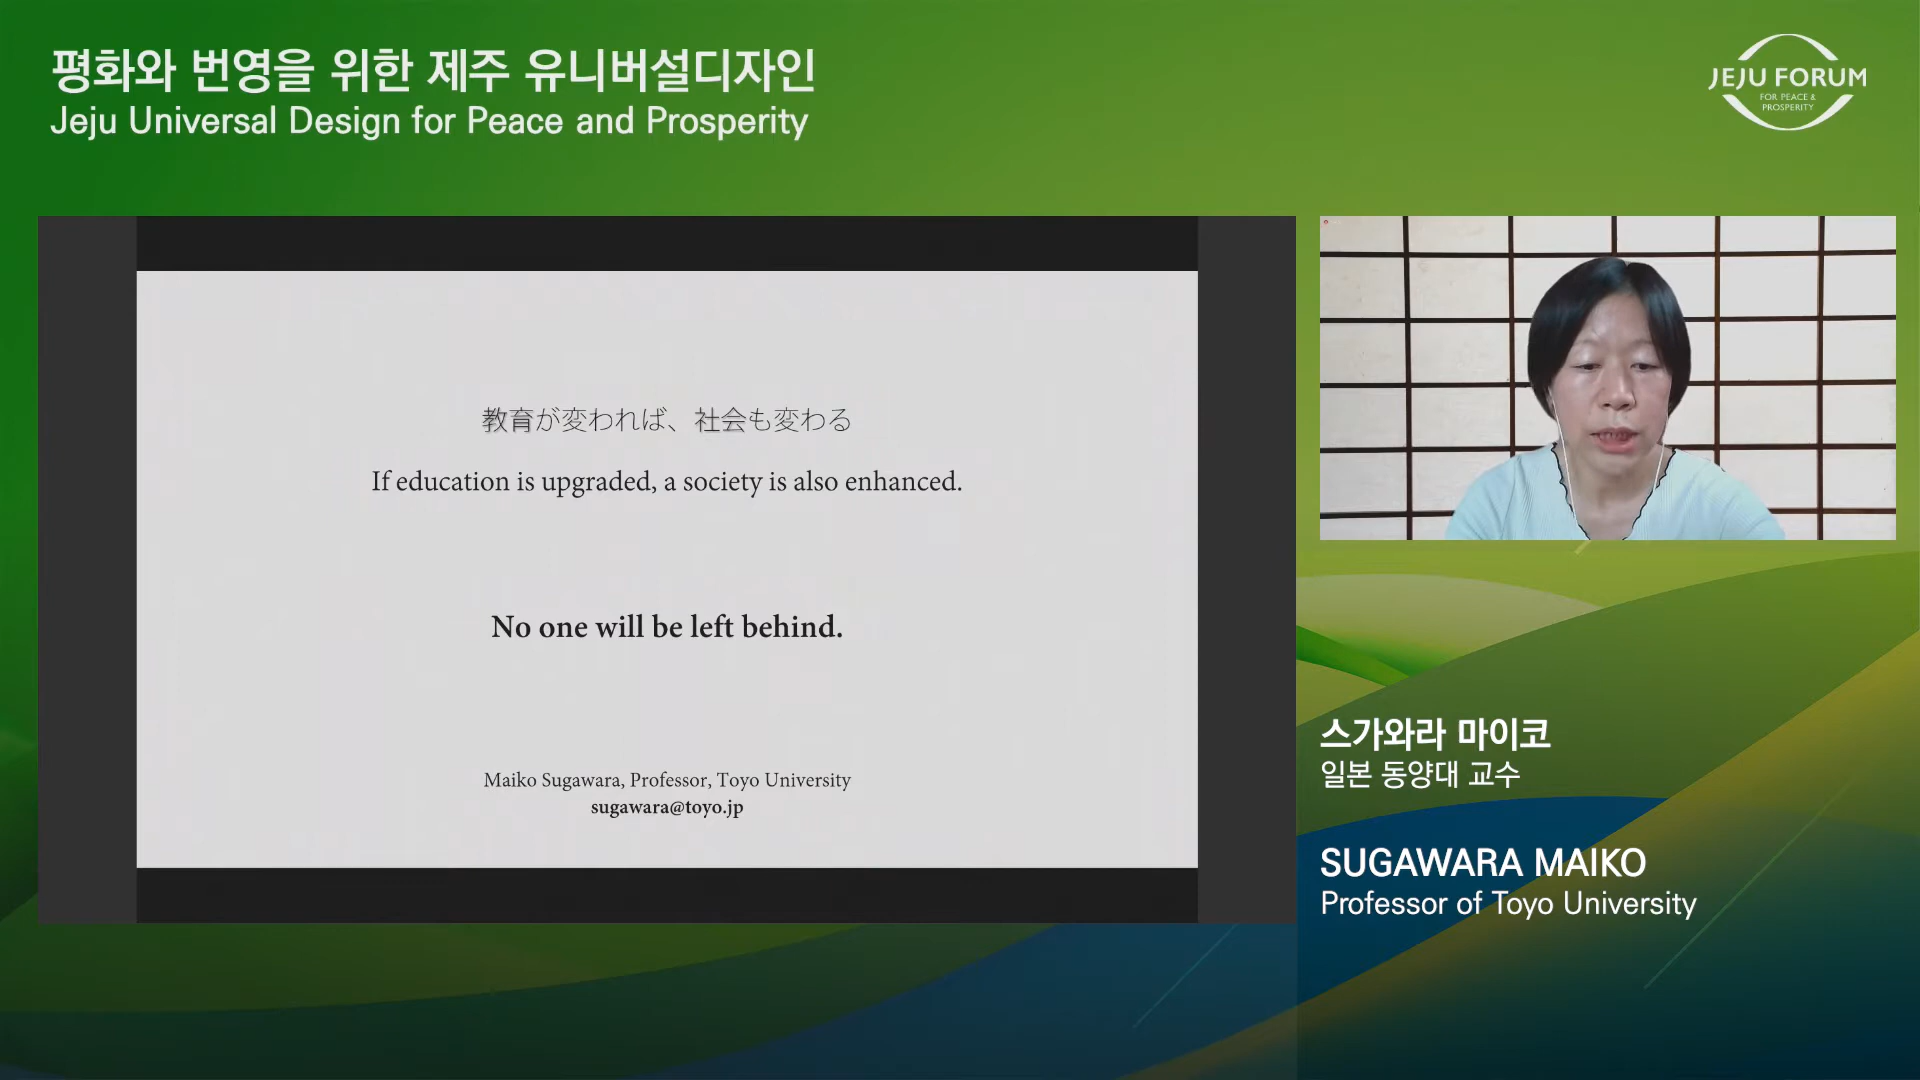 평화와 번영을 위한 제주 유니버설디자인
Jeju Universal Design for Peace and Prosperity
JEJU FORUM
FOR PEACE &
PROSPERITY
教育が変われば、社会も変わる
If education is upgraded, a society is also enhanced.
No one will be left behind.
Maiko Sugawara, Professor, Toyo University
sugawara@toyo.jp
스가와라 마이코
일본 동양대 교수
SUGAWARA MAIKO
Professor of Toyo University